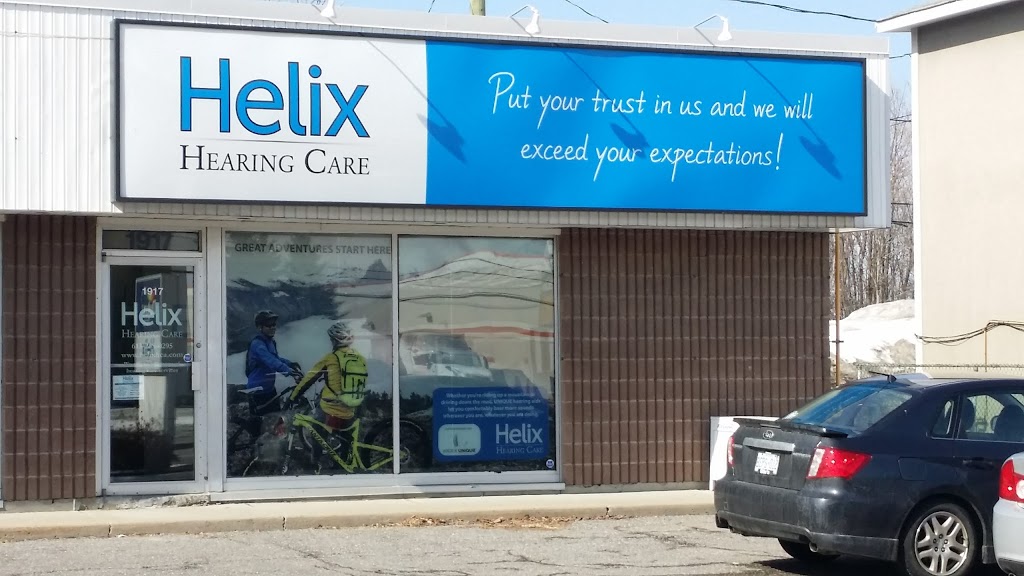 Helix
HEARING CARE
Put your trust in us and we will
exceed your expectations!
1917
GREAT ADVENTURES START HERE
1917
Helix
HEARING CARE
Helix
HEARING CARE